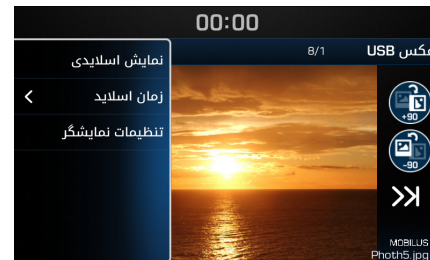 00:00
عکس USB
8/1
نمایش اسلایدی
زمان اسلاید
تنظیمات نمایشگر
+90
-90
MOBILUS
Photh5.jpg